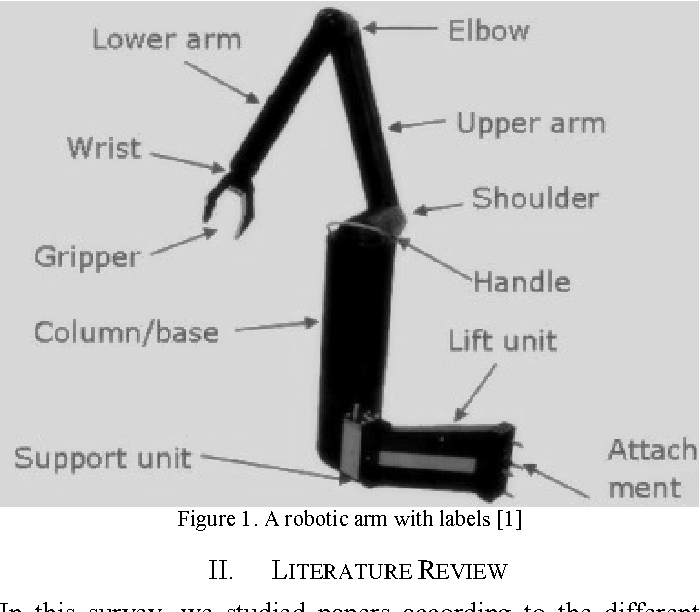 Lower arm
Elbow
Upper arm
Wrist
Shoulder
Gripper
Handle
Column/base
Lift unit
Support unit
Attach
ment
Figure 1. A robotic arm with labels [1]
II. LITERATURE REVIEW
In this survey, we studied papers according to the different